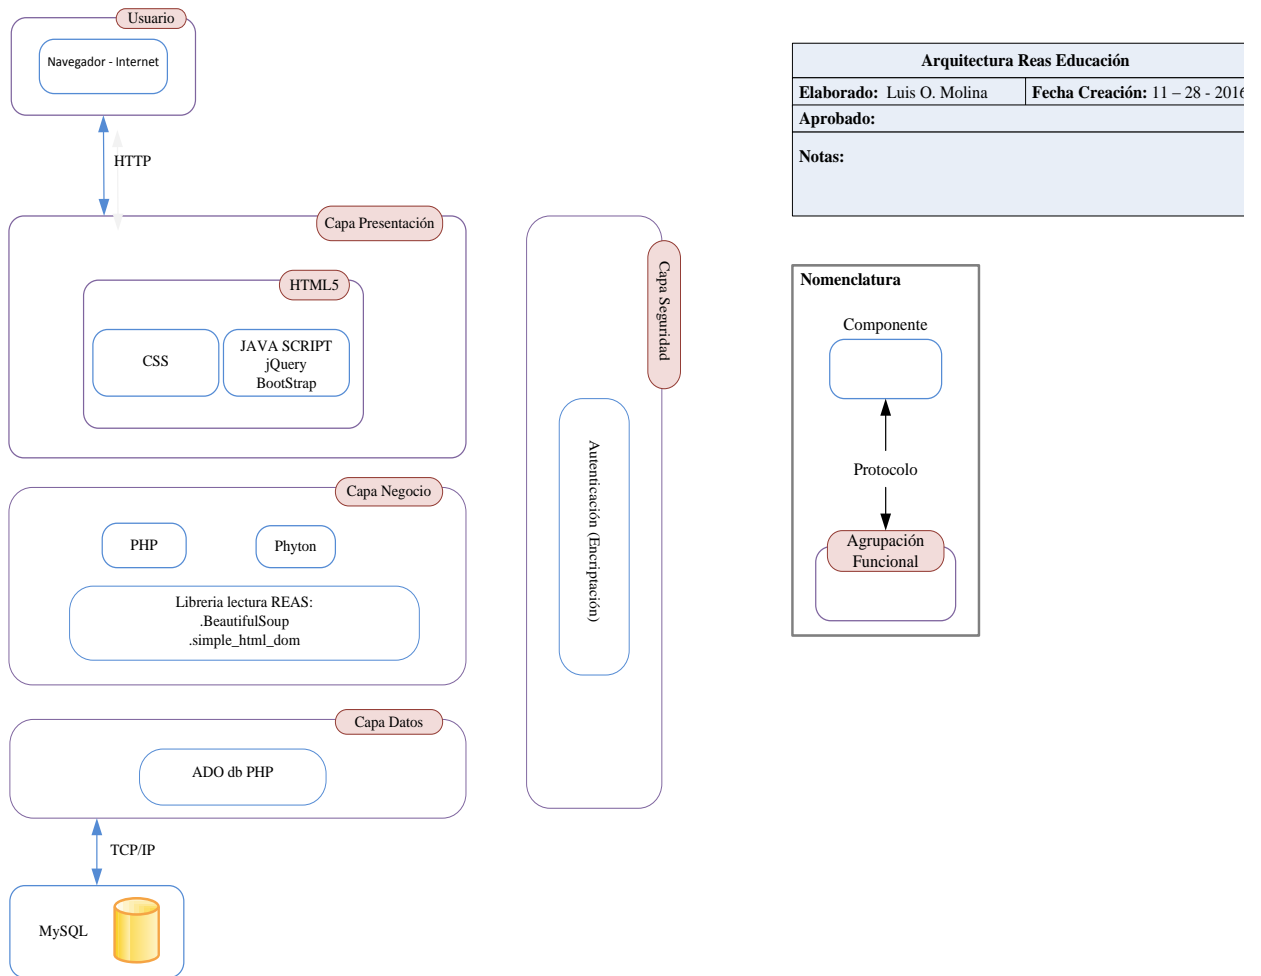 Usuario
Navegador - Internet
HTTP
Capa Presentación
HTML5
CSS
JAVA SCRIPT
jQuery
BootStrap
Capa Negocio
PHP
Phyton
Libreria lectura REAS:
.BeautifulSoup
.simple_html_dom
Capa Datos
ADO db PHP
TCP/IP
MySQL
Capa Seguridad
Autenticación (Encriptación)
Arquitectura Reas Educación
Elaborado: Luis O. Molina
Fecha Creación: 11 – 28 - 2016
Aprobado:
Notas:
Nomenclatura
Componente
Protocolo
Agrupación
Funcional